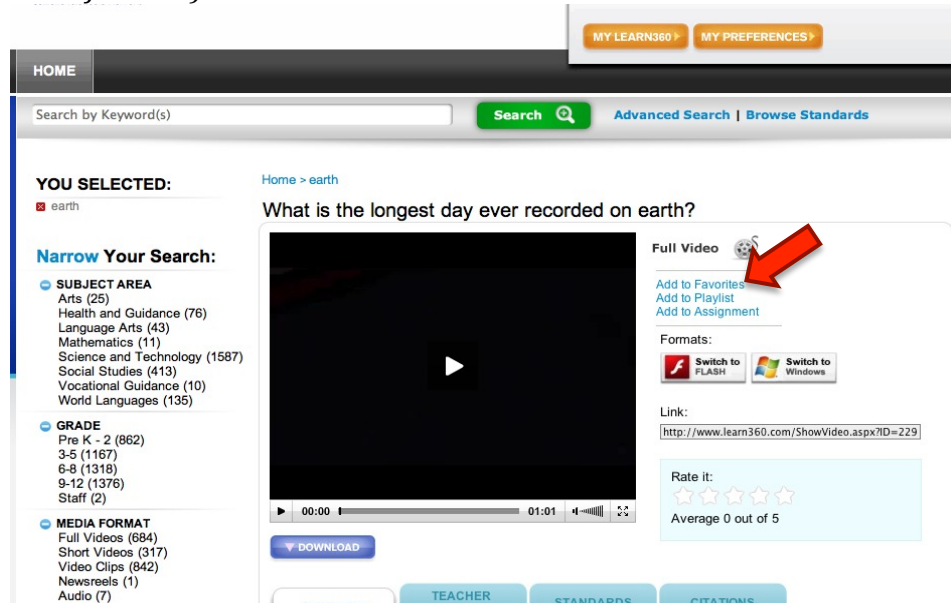 MY LEARN360
MY PREFERENCES
HOME
Search by Keyword(s)
Search
Advanced Search | Browse Standards
YOU SELECTED:
earth
Narrow Your Search:
SUBJECT AREA
Arts (25)
Health and Guidance (76)
Language Arts (43)
Mathematics (11)
Science and Technology (1587)
Social Studies (413)
Vocational Guidance (10)
World Languages (135)
GRADE
Pre K - 2 (862)
3-5 (1167)
6-8 (1318)
9-12 (1376)
Staff (2)
MEDIA FORMAT
Full Videos (684)
Short Videos (317)
Video Clips (842)
Newsreels (1)
Audio (7)
Home > earth
What is the longest day ever recorded on earth?
00:00
01:01
DOWNLOAD
Full Video
Add to Favorites
Add to Playlist
Add to Assignment
Formats:
Switch to
FLASH
Switch to
Windows
Link:
http://www.learn360.com/ShowVideo.aspx?ID=229
Rate it:
Average 0 out of 5
TEACHER
STANDARDS
CITATIONS